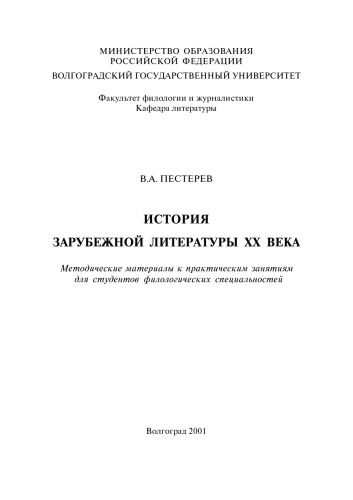 МИНИСТЕРСТВО ОБРАЗОВАНИЯ
РОССИЙСКОЙ ФЕДЕРАЦИИ
ВОЛГОГРАДСКИЙ ГОСУДАРСТВЕННЫЙ УНИВЕРСИТЕТ
Факультет филологии и журналистики
Кафедра литературы
В.А. ПЕСТЕРЕВ
ИСТОРИЯ
ЗАРУБЕЖНОЙ ЛИТЕРАТУРЫ XX ВЕКА
Методические материалы к практическим занятиям
для студентов филологических специальностей
Волгоград 2001